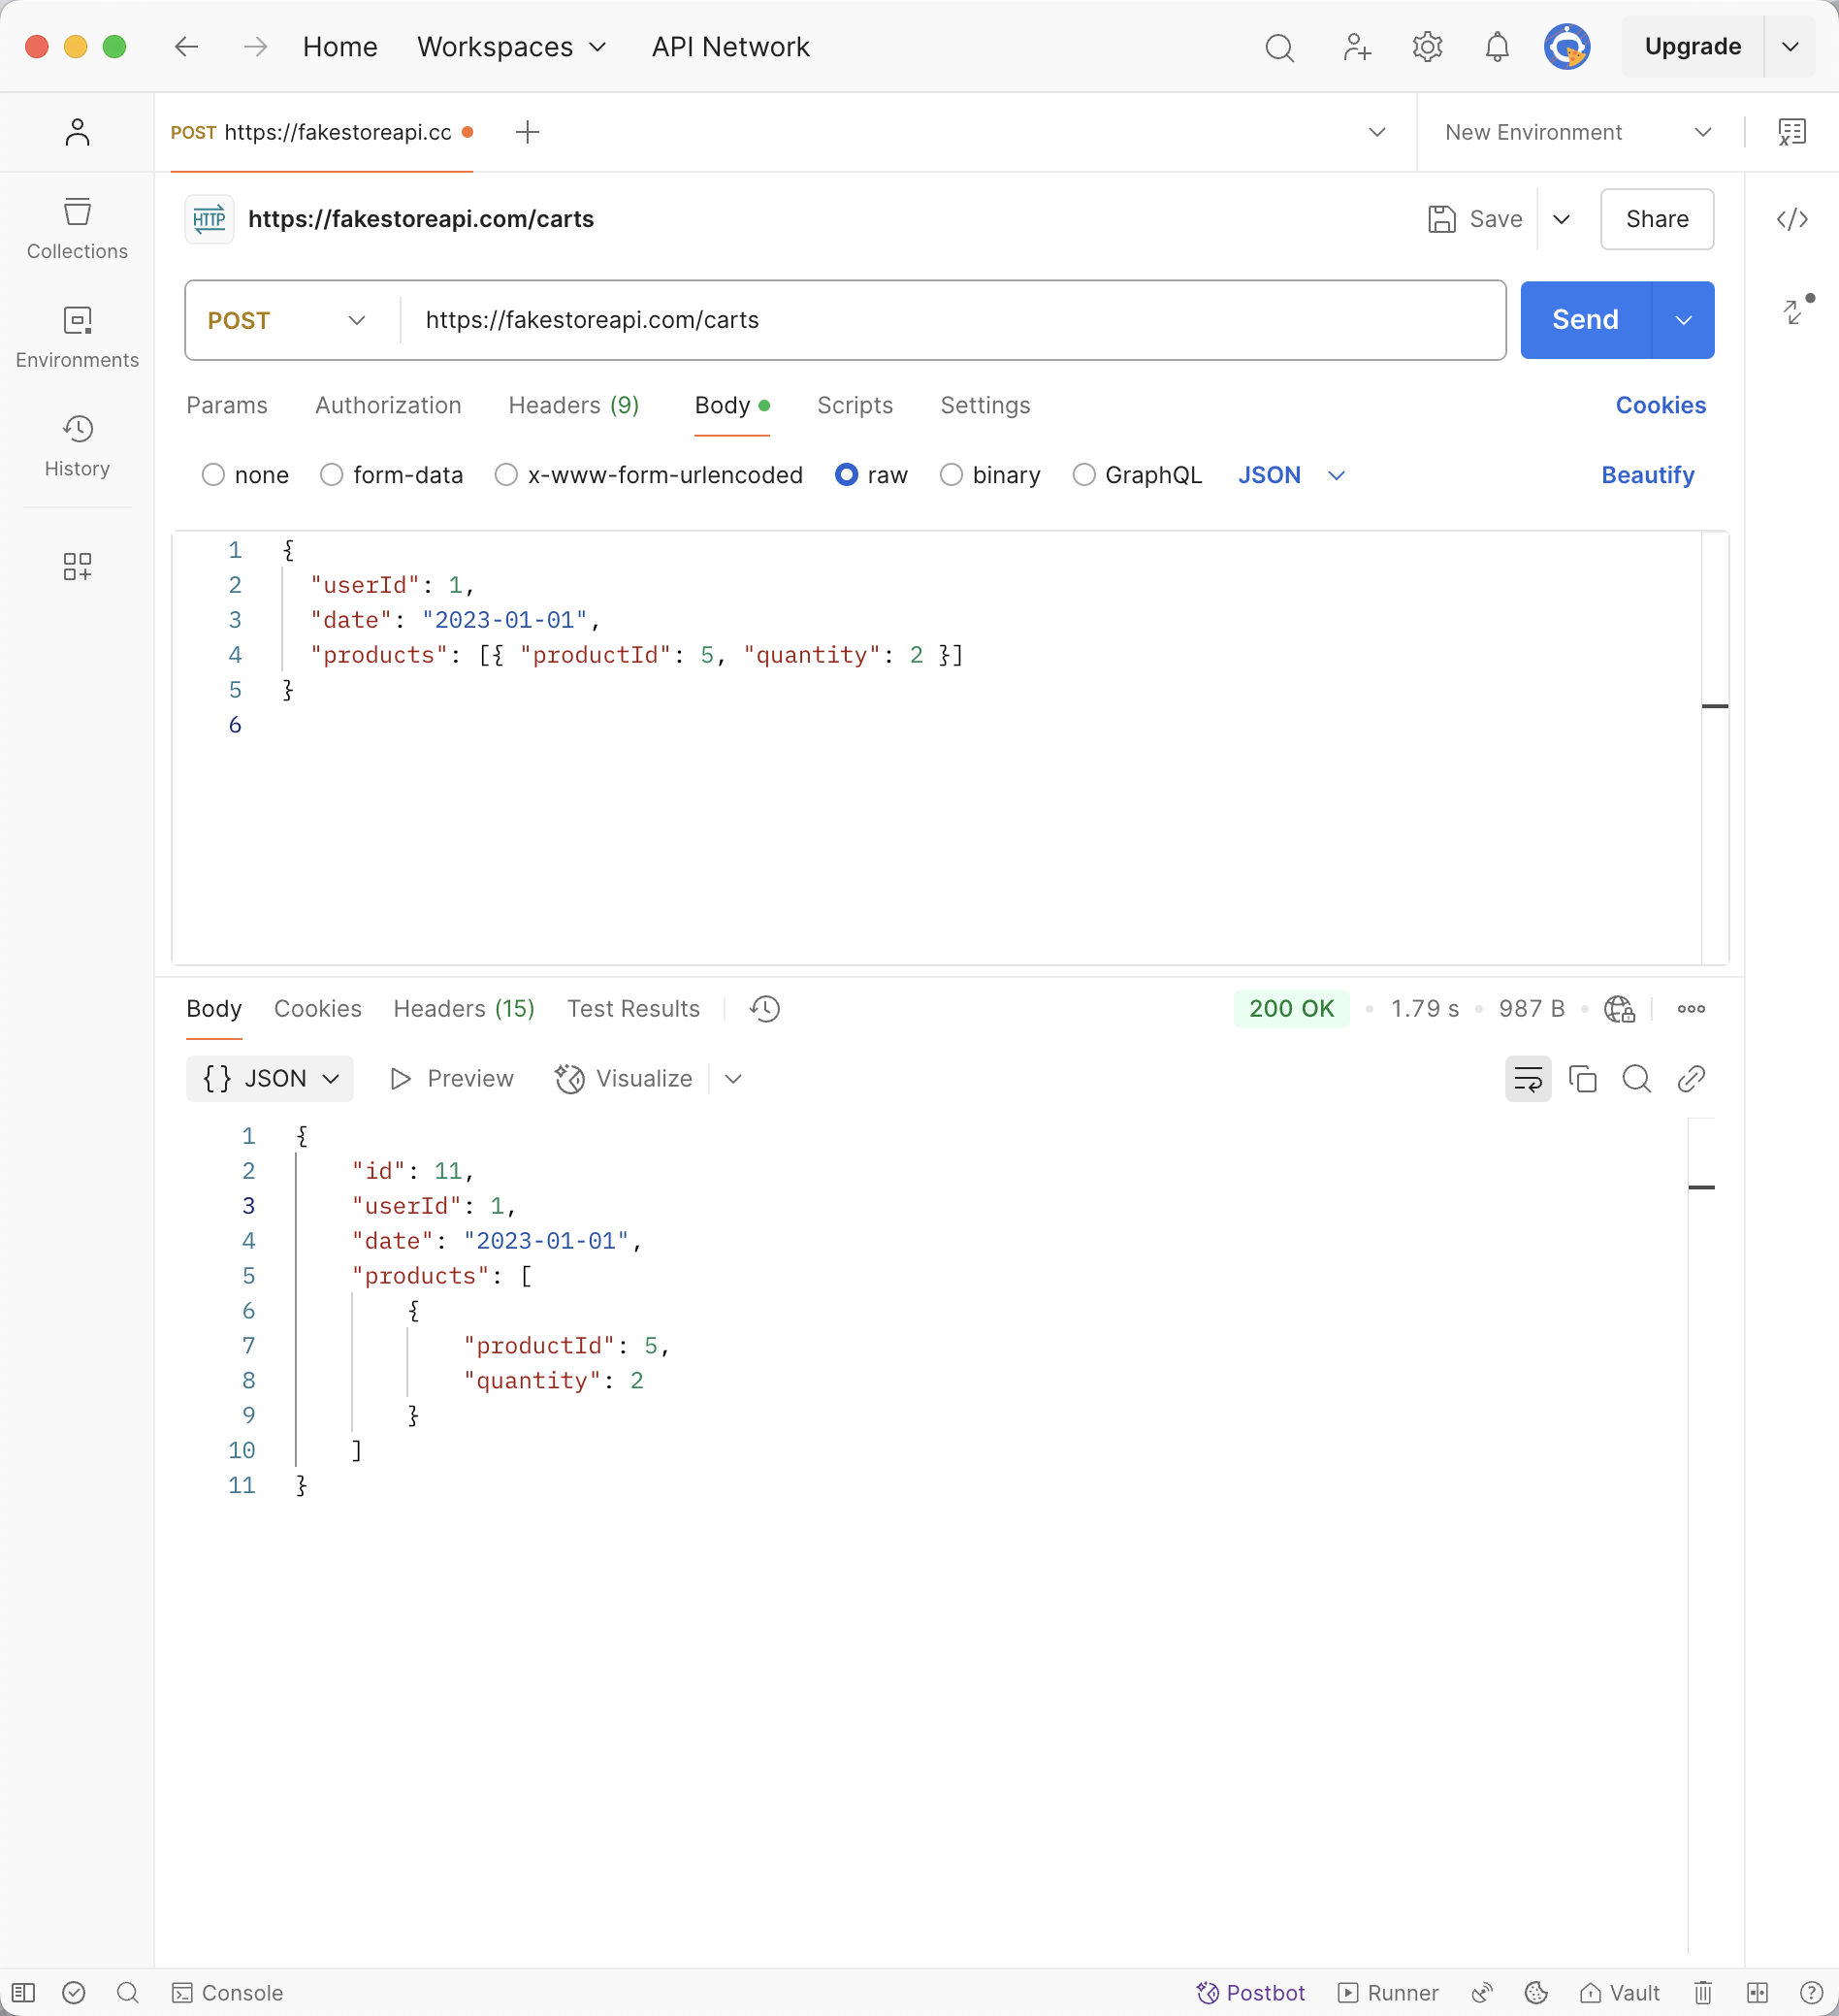 Home Workspaces API Network Upgrade
POST https://fakestoreapi.cc New Environment
HTTP https://fakestoreapi.com/carts Save Share
Collections
Environments
History
POST https://fakestoreapi.com/carts Send
Params Authorization Headers (9) Body Scripts Settings Cookies
none form-data x-www-form-urlencoded raw binary GraphQL JSON Beautify
1 {
2 "userId": 1,
3 "date": "2023-01-01",
4 "products": [{ "productId": 5, "quantity": 2 }]
5 }
6
Body Cookies Headers (15) Test Results 200 OK • 1.79 s • 987 B •
{} JSON Preview Visualize
1 {
2 "id": 11,
3 "userId": 1,
4 "date": "2023-01-01",
5 "products": [
6 {
7 "productId": 5,
8 "quantity": 2
9 }
10 ]
11 }
Console Postbot Runner Vault